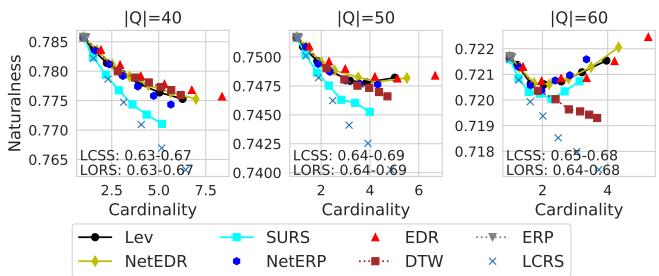 |Q|=40
|Q|=50
|Q|=60
Naturalness
0.785
0.780
0.775
0.770
0.765
LCSS: 0.63-0.67
LORS: 0.63-0.67
2.5 5.0 7.5
Cardinality
0.7500
0.7475
0.7450
0.7425
0.7400
LCSS: 0.64-0.69
LORS: 0.64-0.69
2 4 6
Cardinality
0.722
0.721
0.720
0.719
0.718
LCSS: 0.65-0.68
LORS: 0.64-0.68
2 4
Cardinality
Lev SURS EDR ERP
NetEDR NetERP DTW LCRS